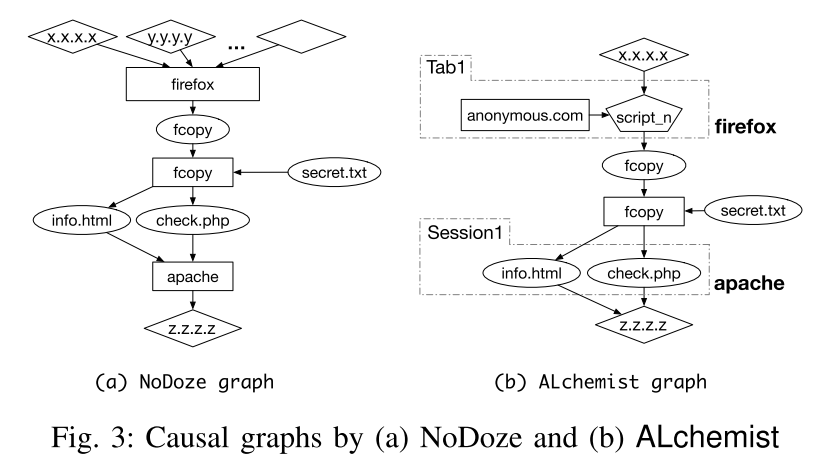 x.x.x.x
y.y.y.y
...
firefox
fcopy
fcopy
secret.txt
info.html
check.php
apache
z.z.z.z
(a) NoDoze graph
x.x.x.x
Tab1
anonymous.com
script_n
firefox
fcopy
fcopy
secret.txt
Session1
info.html
check.php
apache
z.z.z.z
(b) ALchemist graph
Fig. 3: Causal graphs by (a) NoDoze and (b) ALchemist